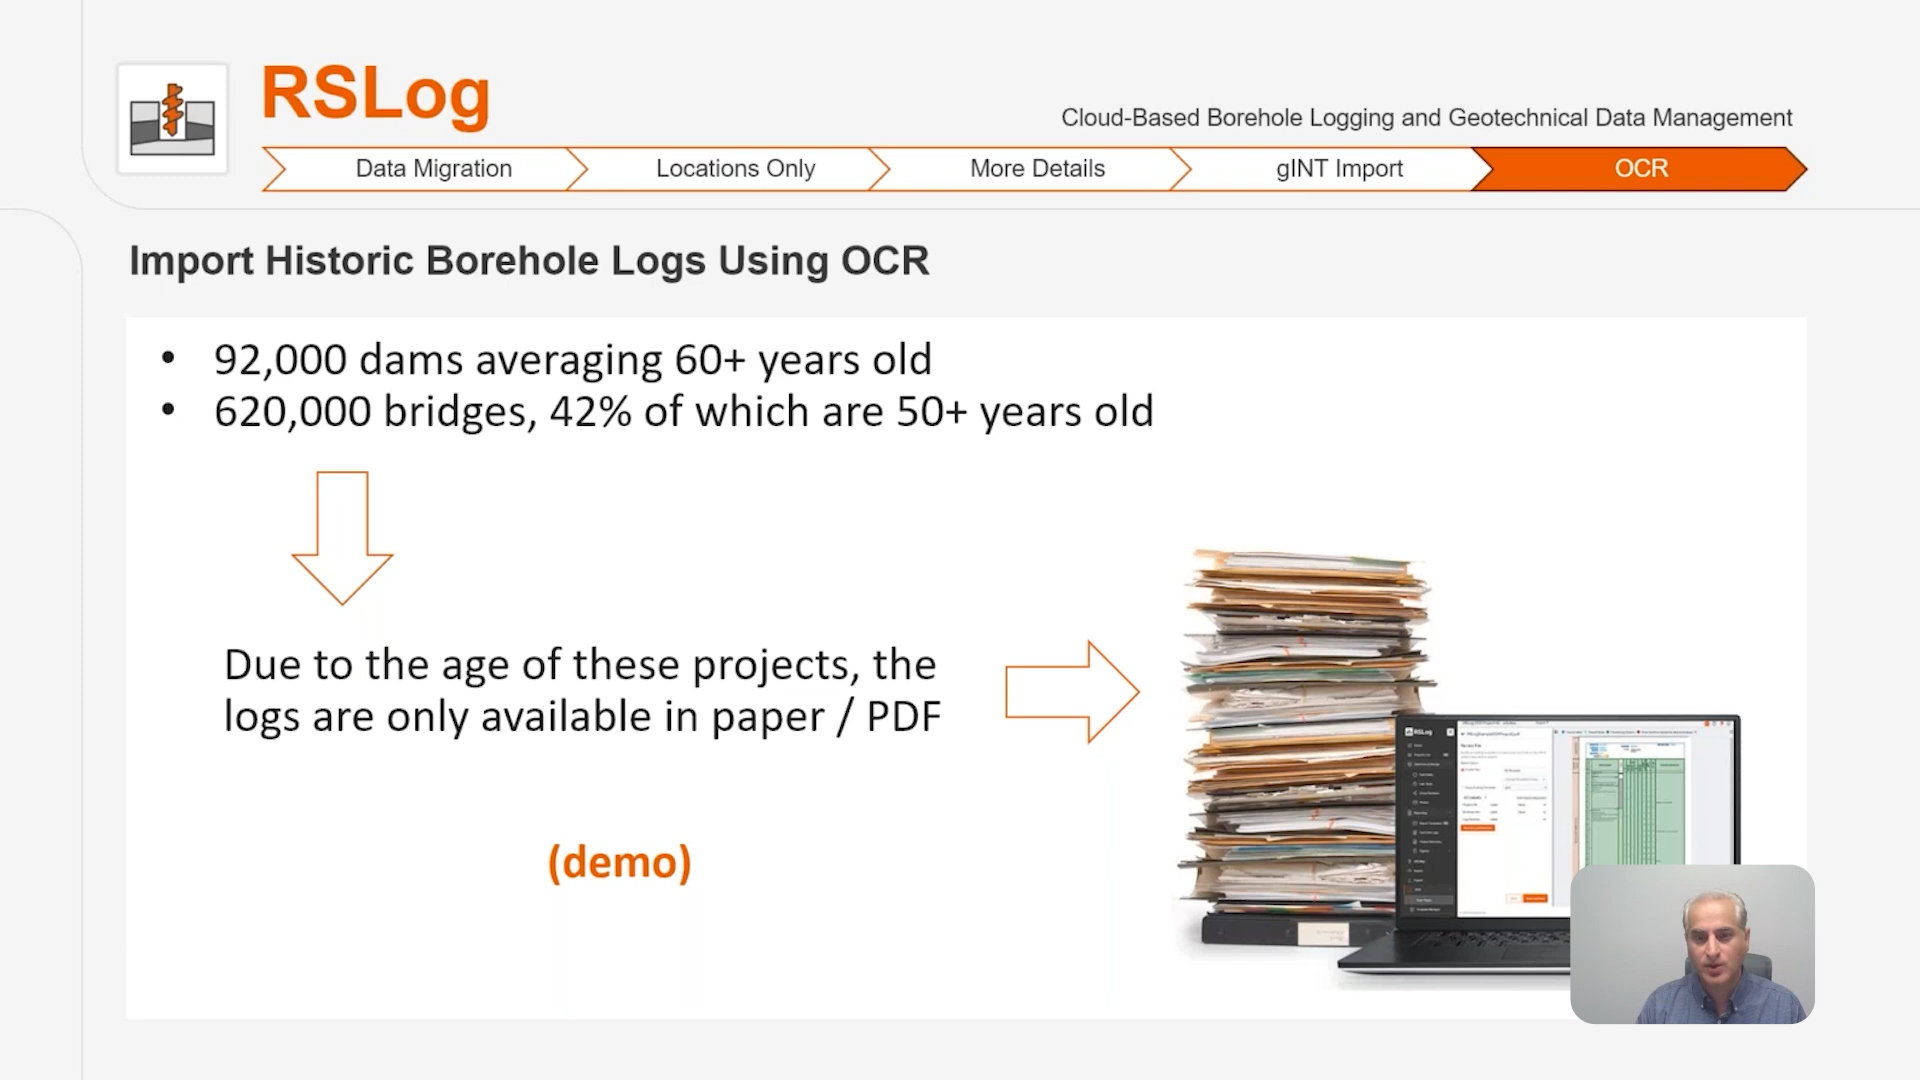 RSLog
Cloud-Based Borehole Logging and Geotechnical Data Management
Data Migration
Locations Only
More Details
gINT Import
OCR
Import Historic Borehole Logs Using OCR
• 92,000 dams averaging 60+ years old
• 620,000 bridges, 42% of which are 50+ years old
Due to the age of these projects, the
logs are only available in paper / PDF
(demo)
RSLog